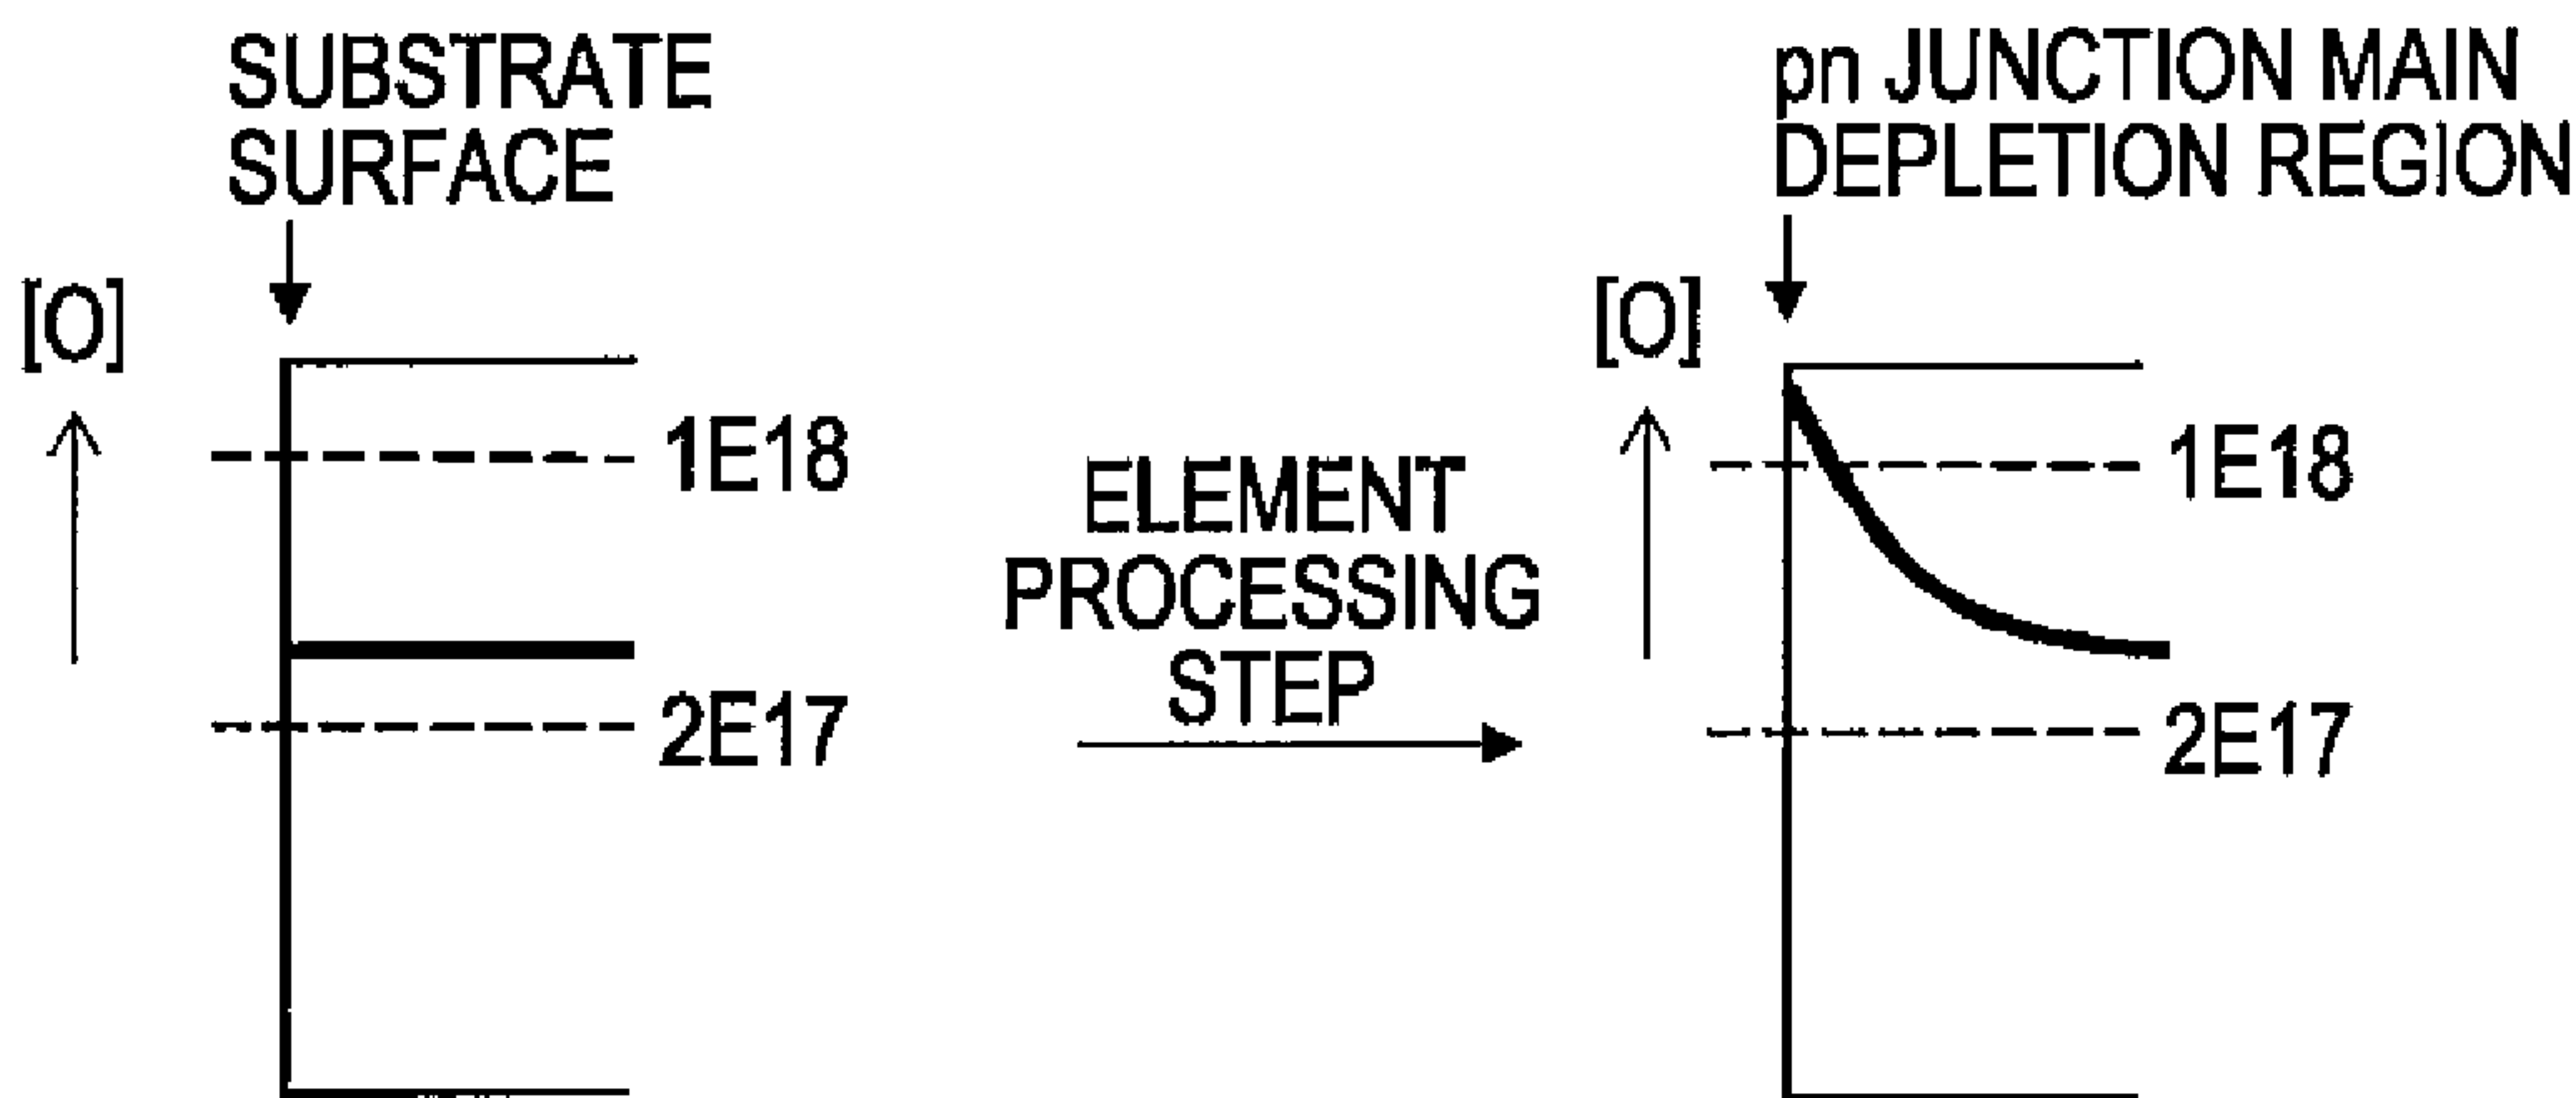 SUBSTRATE
SURFACE
[O]
1E18
2E17
ELEMENT
PROCESSING
STEP
pn JUNCTION MAIN
DEPLETION REGION
[O]
1E18
2E17